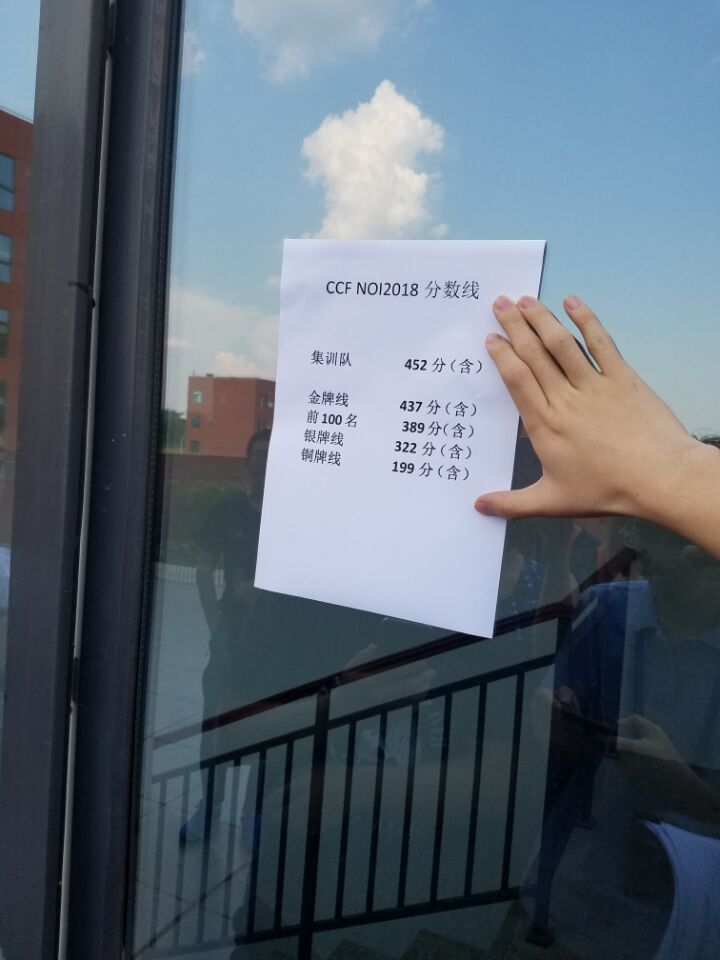 CCF NOI2018 分数线
集训队 452 分(含)
金牌线 437 分(含)
前 100 名 389 分(含)
银牌线 322 分(含)
铜牌线 199 分(含)